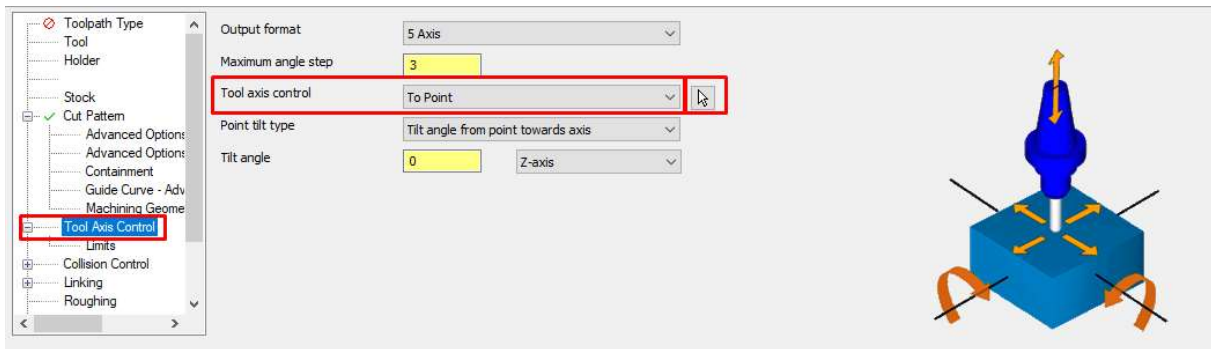 Toolpath Type
Tool
Holder
Stock
Cut Pattern
Advanced Options
Advanced Options
Containment
Guide Curve - Adv
Machining Geome
Tool Axis Control
Limits
Collision Control
Linking
Roughing
Output format
5 Axis
Maximum angle step
3
Tool axis control
To Point
Point tilt type
Tilt angle from point towards axis
Tilt angle
0
Z-axis